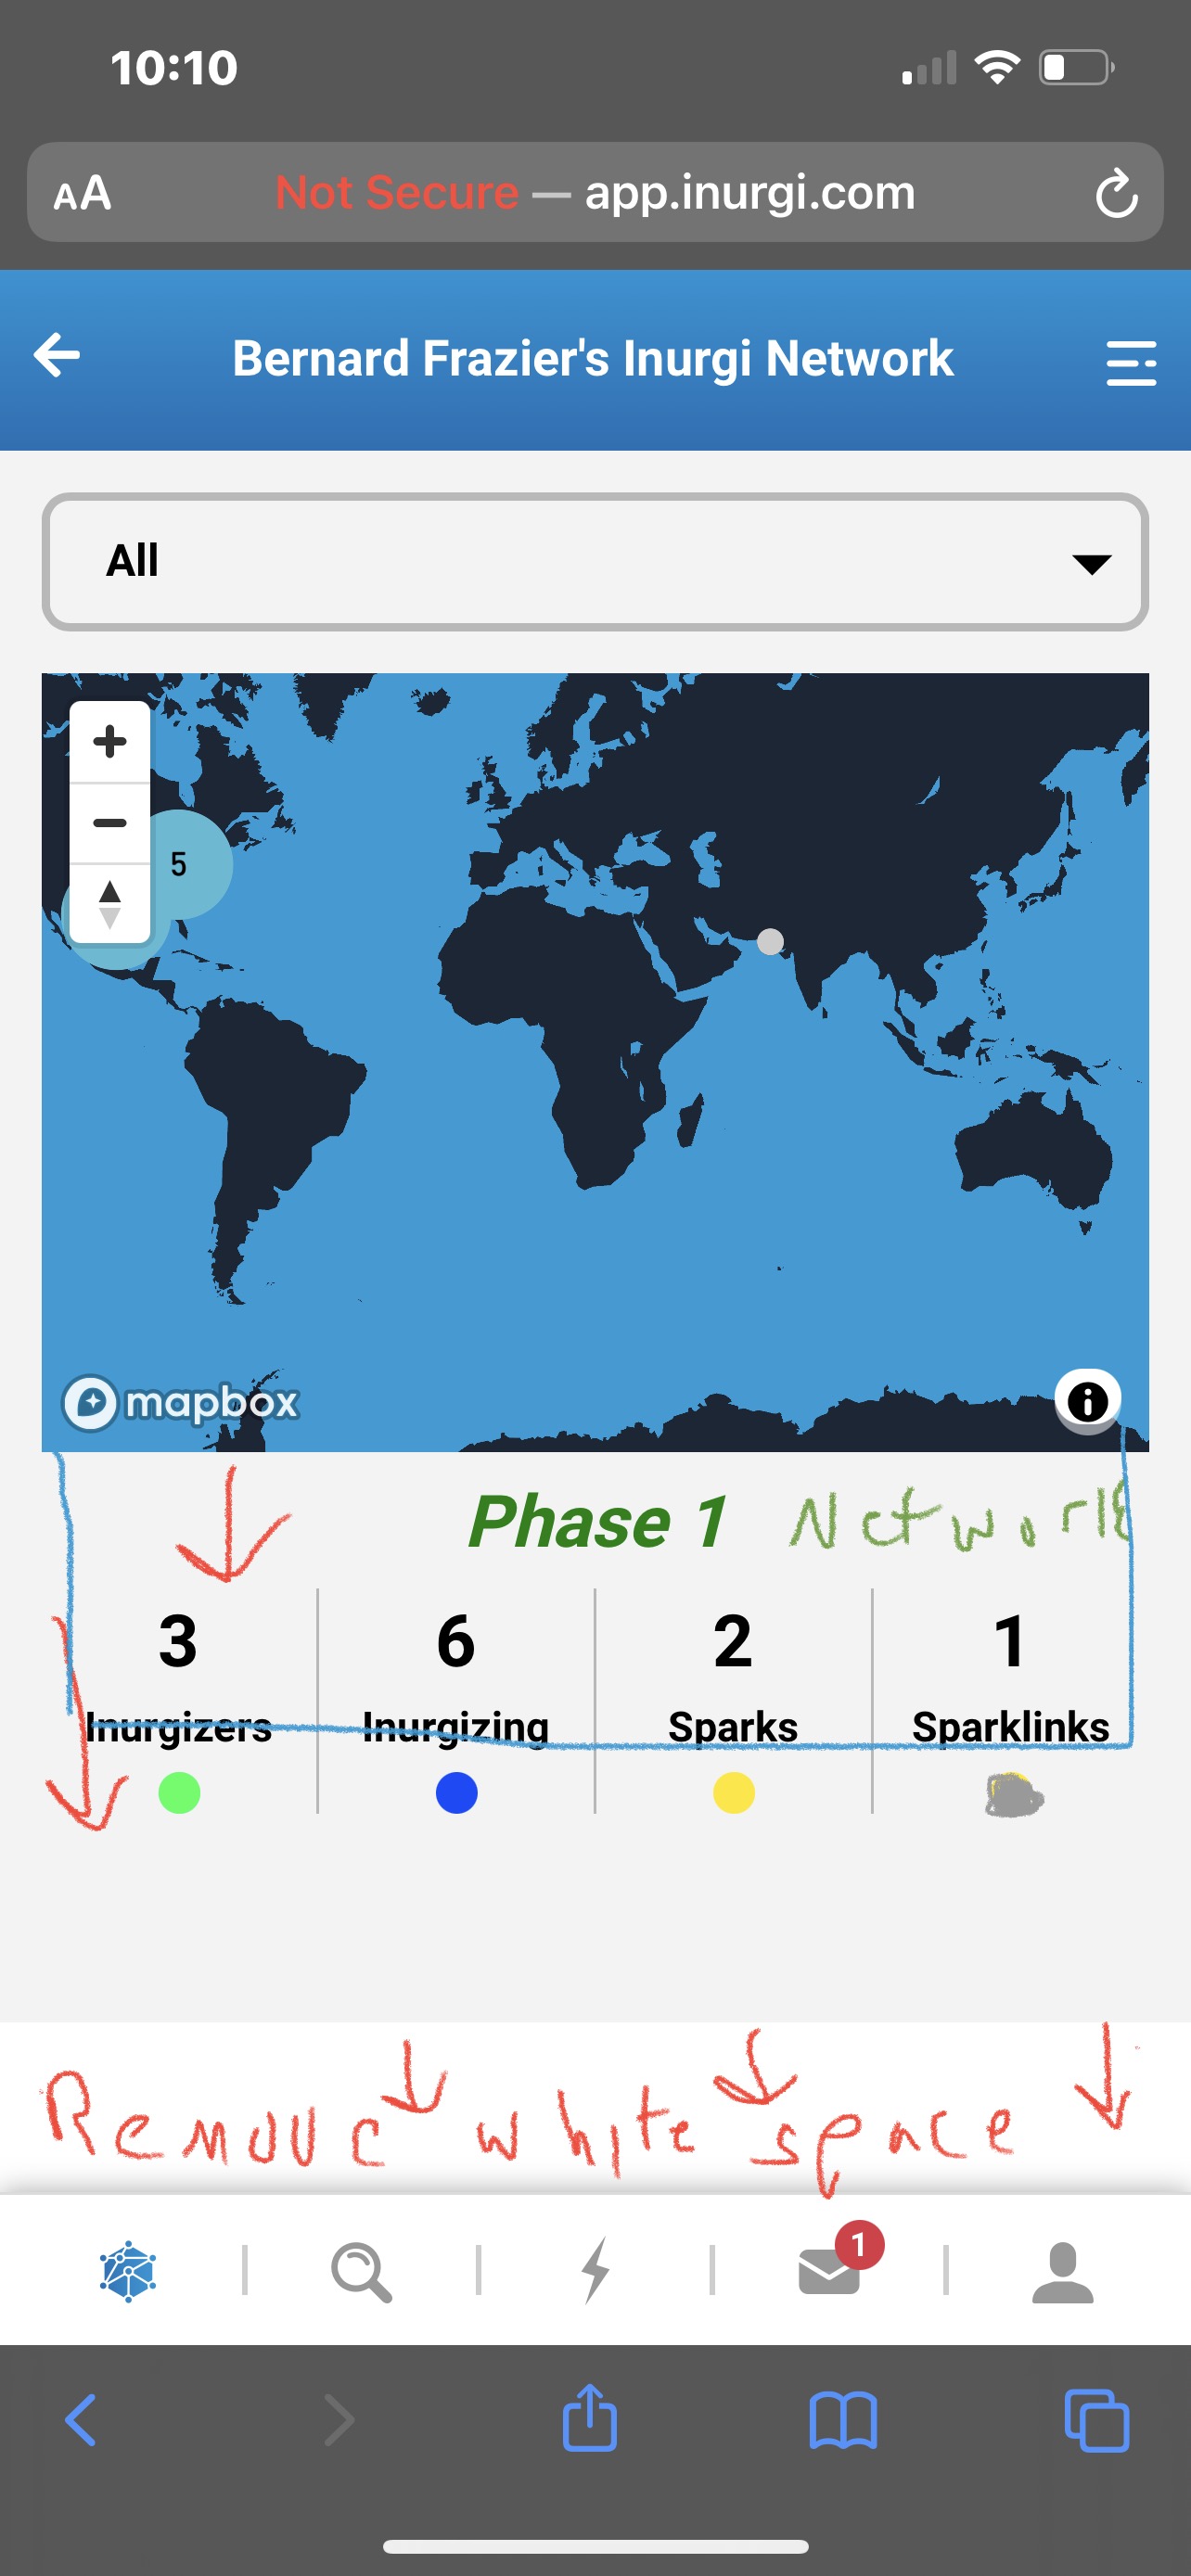 10:10
AA Not Secure — app.inurgi.com
Bernard Frazier's Inurgi Network
All
5
mapbox
Phase 1 Network
3 6 2 1
Inurgizers Inurgizing Sparks Sparklinks
Remove white space
1